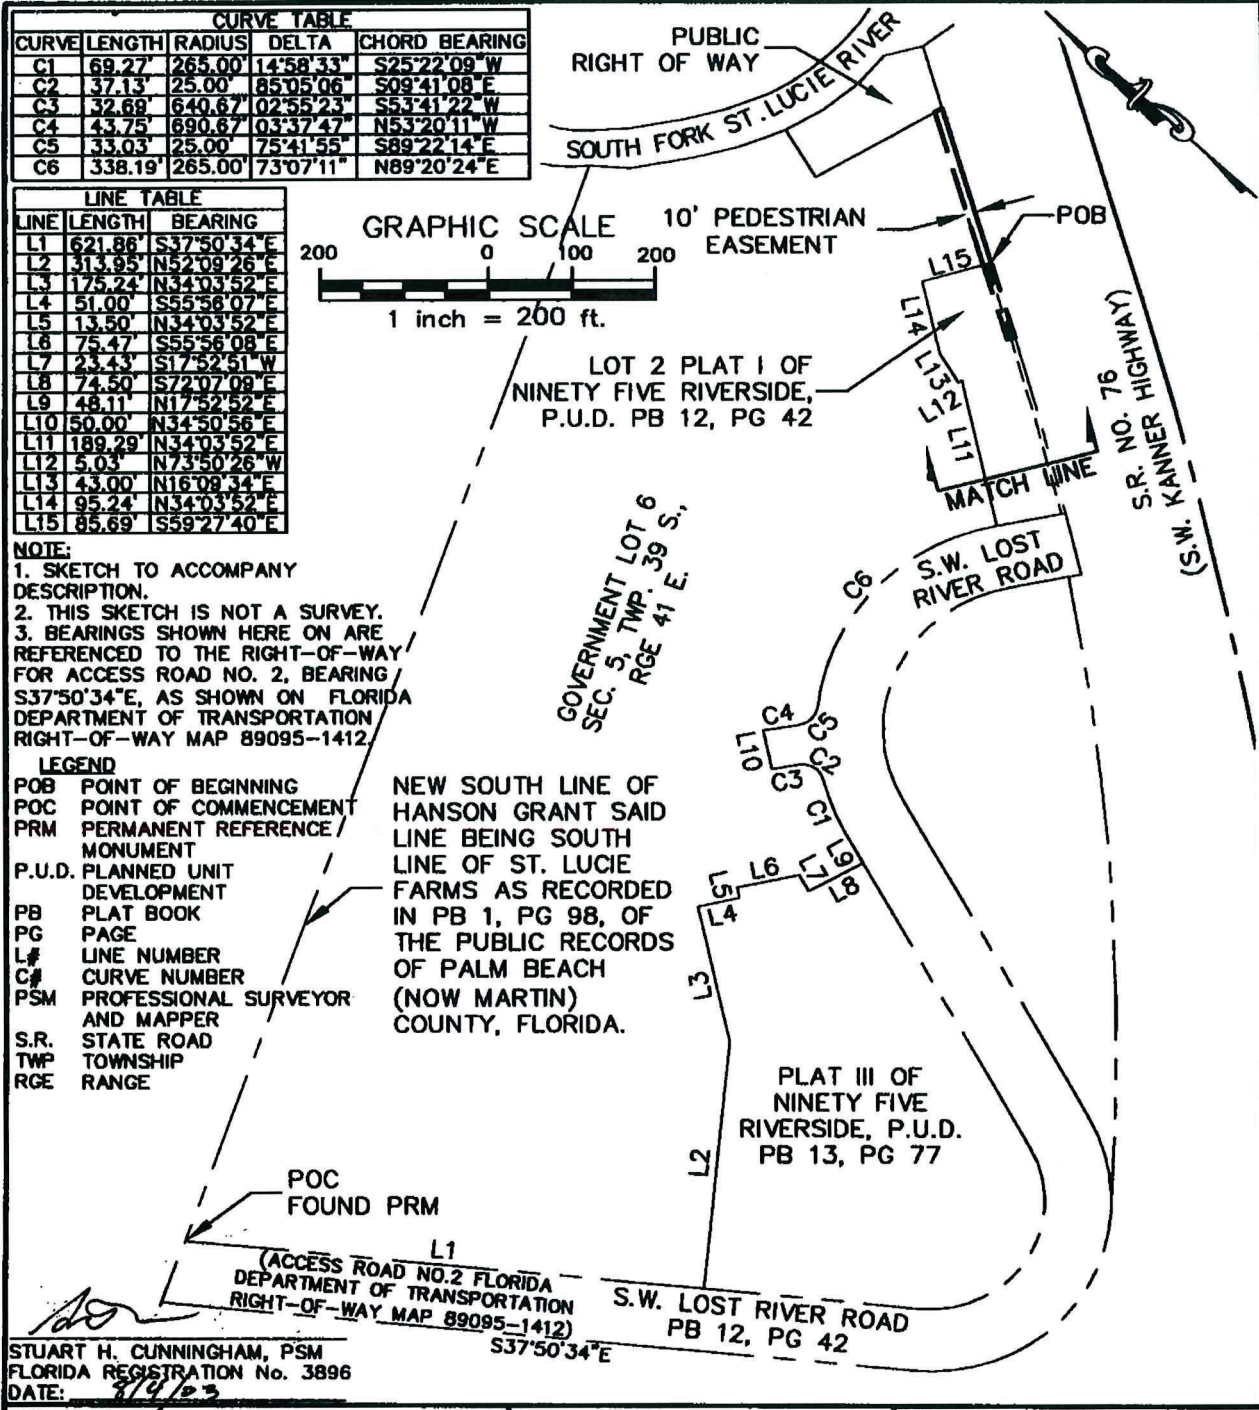 CURVE TABLE
CURVE LENGTH RADIUS DELTA CHORD BEARING
C1 69.27' 265.00' 14°58'33" S25°22'09"W
C2 37.13' 25.00' 85°05'06" S09°41'08"E
C3 32.69' 640.67' 02°55'23" S53°41'22"W
C4 43.75' 690.67' 03°37'47" N53°20'11"W
C5 33.03' 25.00' 75°41'55" S89°22'14"E
C6 338.19' 265.00' 73°07'11" N89°20'24"E
LINE TABLE
LINE LENGTH BEARING
L1 621.86' S37°50'34"E
L2 313.95' N52°09'26"E
L3 175.24' N34°03'52"E
L4 51.00' S55°56'07"E
L5 13.50' N34°03'52"E
L6 75.47' S55°56'08"E
L7 23.43' S17°52'51"W
L8 74.50' S72°07'09"E
L9 48.11' N17°52'52"E
L10 50.00' N34°50'56"E
L11 189.29' N34°03'52"E
L12 5.03' N73°50'26"W
L13 43.00' N16°09'34"E
L14 95.24' N34°03'52"E
L15 85.69' S59°27'40"E
NOTE:
1. SKETCH TO ACCOMPANY
DESCRIPTION.
2. THIS SKETCH IS NOT A SURVEY.
3. BEARINGS SHOWN HERE ON ARE
REFERENCED TO THE RIGHT-OF-WAY
FOR ACCESS ROAD NO. 2, BEARING
S37°50'34"E, AS SHOWN ON FLORIDA
DEPARTMENT OF TRANSPORTATION
RIGHT-OF-WAY MAP 89095-1412.
LEGEND
POB POINT OF BEGINNING
POC POINT OF COMMENCEMENT
PRM PERMANENT REFERENCE
MONUMENT
P.U.D. PLANNED UNIT
DEVELOPMENT
PB PLAT BOOK
PG PAGE
L# LINE NUMBER
C# CURVE NUMBER
PSM PROFESSIONAL SURVEYOR
AND MAPPER
S.R. STATE ROAD
TWP TOWNSHIP
RGE RANGE
PUBLIC
RIGHT OF WAY
SOUTH FORK ST. LUCIE RIVER
GRAPHIC SCALE
200 0 100 200
1 inch = 200 ft.
10' PEDESTRIAN
EASEMENT
POB
L15
L14
L13
L12
L11
LOT 2 PLAT I OF
NINETY FIVE RIVERSIDE,
P.U.D. PB 12, PG 42
MATCH LINE
S.R. NO. 76
(S.W. KANNER HIGHWAY)
GOVERNMENT LOT 6
SEC. 5, TWP. 39 S.,
RGE 41 E.
S.W. LOST
RIVER ROAD
C6
C4
C5
L10
C3
C2
C1
L9
L8
L7
L6
L5
L4
L3
L2
NEW SOUTH LINE OF
HANSON GRANT SAID
LINE BEING SOUTH
LINE OF ST. LUCIE
FARMS AS RECORDED
IN PB 1, PG 98, OF
THE PUBLIC RECORDS
OF PALM BEACH
(NOW MARTIN)
COUNTY, FLORIDA.
PLAT III OF
NINETY FIVE
RIVERSIDE, P.U.D.
PB 13, PG 77
POC
FOUND PRM
L1
(ACCESS ROAD NO.2 FLORIDA
DEPARTMENT OF TRANSPORTATION
RIGHT-OF-WAY MAP 89095-1412)
S37°50'34"E
S.W. LOST RIVER ROAD
PB 12, PG 42
STUART H. CUNNINGHAM, PSM
FLORIDA REGISTRATION No. 3896
DATE: 8/4/03